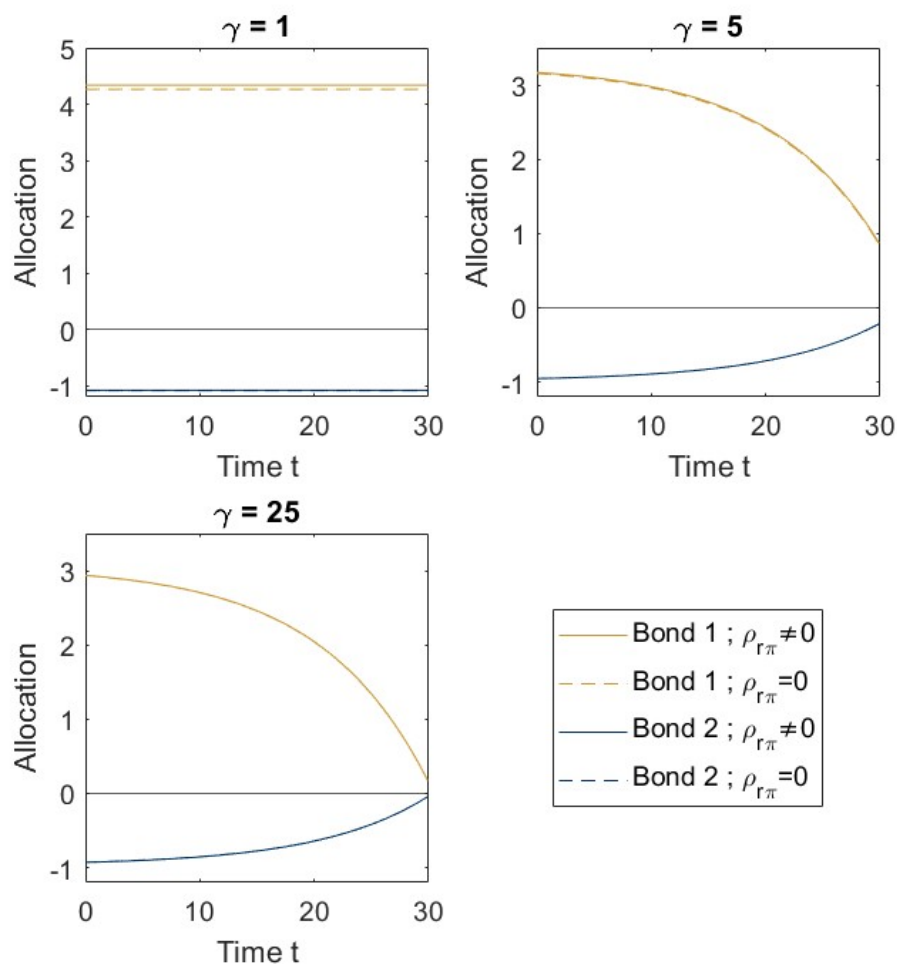 γ = 1
5
4
3
2
1
0
-1
Allocation
0 10 20 30
Time t
γ = 5
3
2
1
0
-1
Allocation
0 10 20 30
Time t
γ = 25
3
2
1
0
-1
Allocation
0 10 20 30
Time t
Bond 1 ; ρrπ≠0
Bond 1 ; ρrπ=0
Bond 2 ; ρrπ≠0
Bond 2 ; ρrπ=0